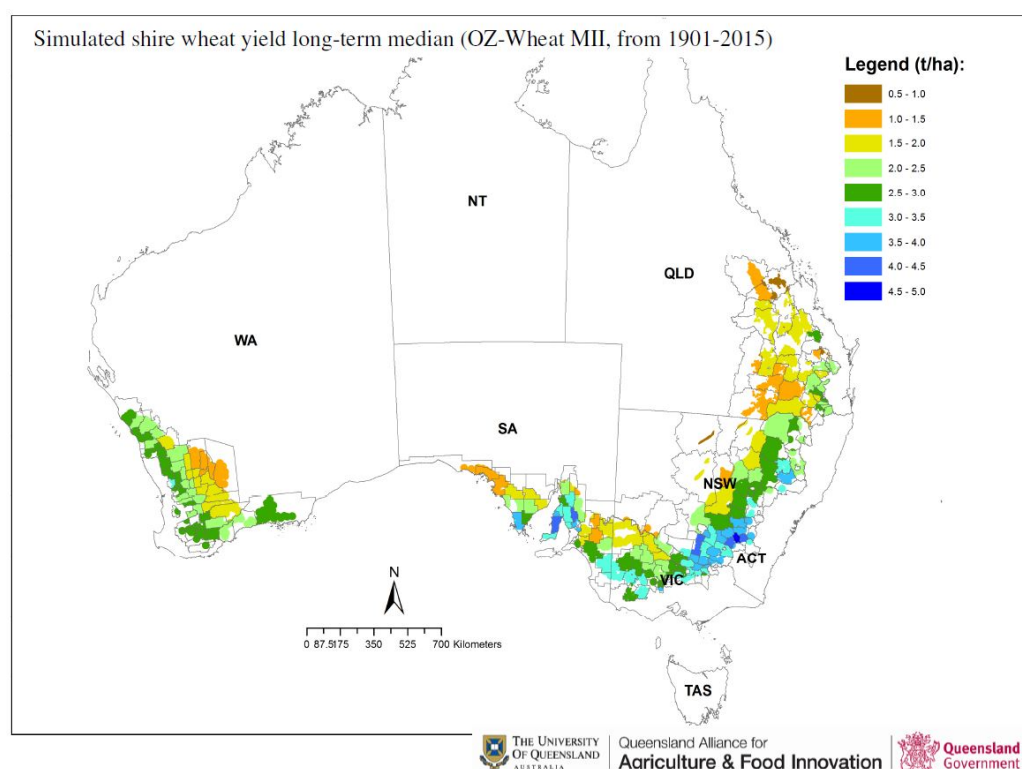 Simulated shire wheat yield long-term median (OZ-Wheat MII, from 1901-2015)
Legend (t/ha):
0.5 - 1.0
1.0 - 1.5
1.5 - 2.0
2.0 - 2.5
2.5 - 3.0
3.0 - 3.5
3.5 - 4.0
4.0 - 4.5
4.5 - 5.0
NT
QLD
WA
SA
NSW
ACT
VIC
TAS
N
0 87.5175 350 525 700 Kilometers
THE UNIVERSITY
OF QUEENSLAND
AUSTRALIA
Queensland Alliance for
Agriculture & Food Innovation
Queensland
Government